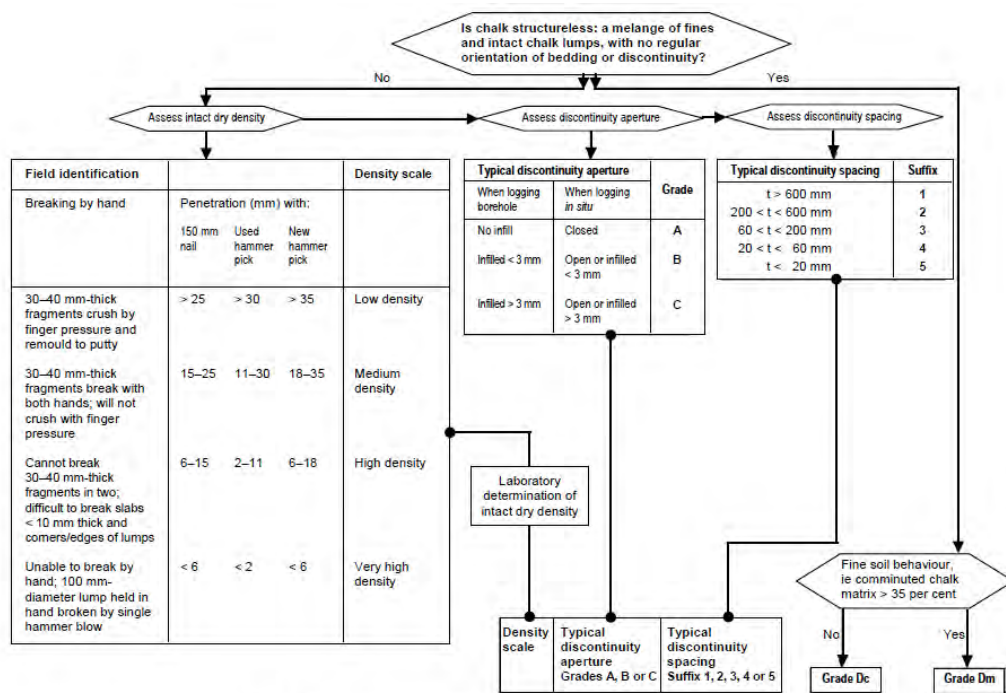 Is chalk structureless: a melange of fines
and intact chalk lumps, with no regular
orientation of bedding or discontinuity?
No
Yes
Assess intact dry density
Assess discontinuity aperture
Assess discontinuity spacing
Field identification
Density scale
Breaking by hand
Penetration (mm) with:
150 mm nail
Used hammer pick
New hammer pick
30–40 mm-thick
fragments crush by
finger pressure and
remould to putty
> 25
> 30
> 35
Low density
30–40 mm-thick
fragments break with
both hands; will not
crush with finger
pressure
15–25
11–30
18–35
Medium
density
Cannot break
30–40 mm-thick
fragments in two;
difficult to break slabs
< 10 mm thick and
corners/edges of lumps
6–15
2–11
6–18
High density
Unable to break by
hand; 100 mm-
diameter lump held in
hand broken by single
hammer blow
< 6
< 2
< 6
Very high
density
Typical discontinuity aperture
Grade
When logging
borehole
When logging
in situ
No infill
Closed
A
Infilled < 3 mm
Open or infilled
< 3 mm
B
Infilled > 3 mm
Open or infilled
> 3 mm
C
Typical discontinuity spacing
Suffix
t > 600 mm
1
200 < t < 600 mm
2
60 < t < 200 mm
3
20 < t < 60 mm
4
t < 20 mm
5
Laboratory
determination of
intact dry density
Fine soil behaviour,
ie comminuted chalk
matrix > 35 per cent
No
Yes
Grade Dc
Grade Dm
Density
scale
Typical
discontinuity
aperture
Grades A, B or C
Typical
discontinuity
spacing
Suffix 1, 2, 3, 4 or 5